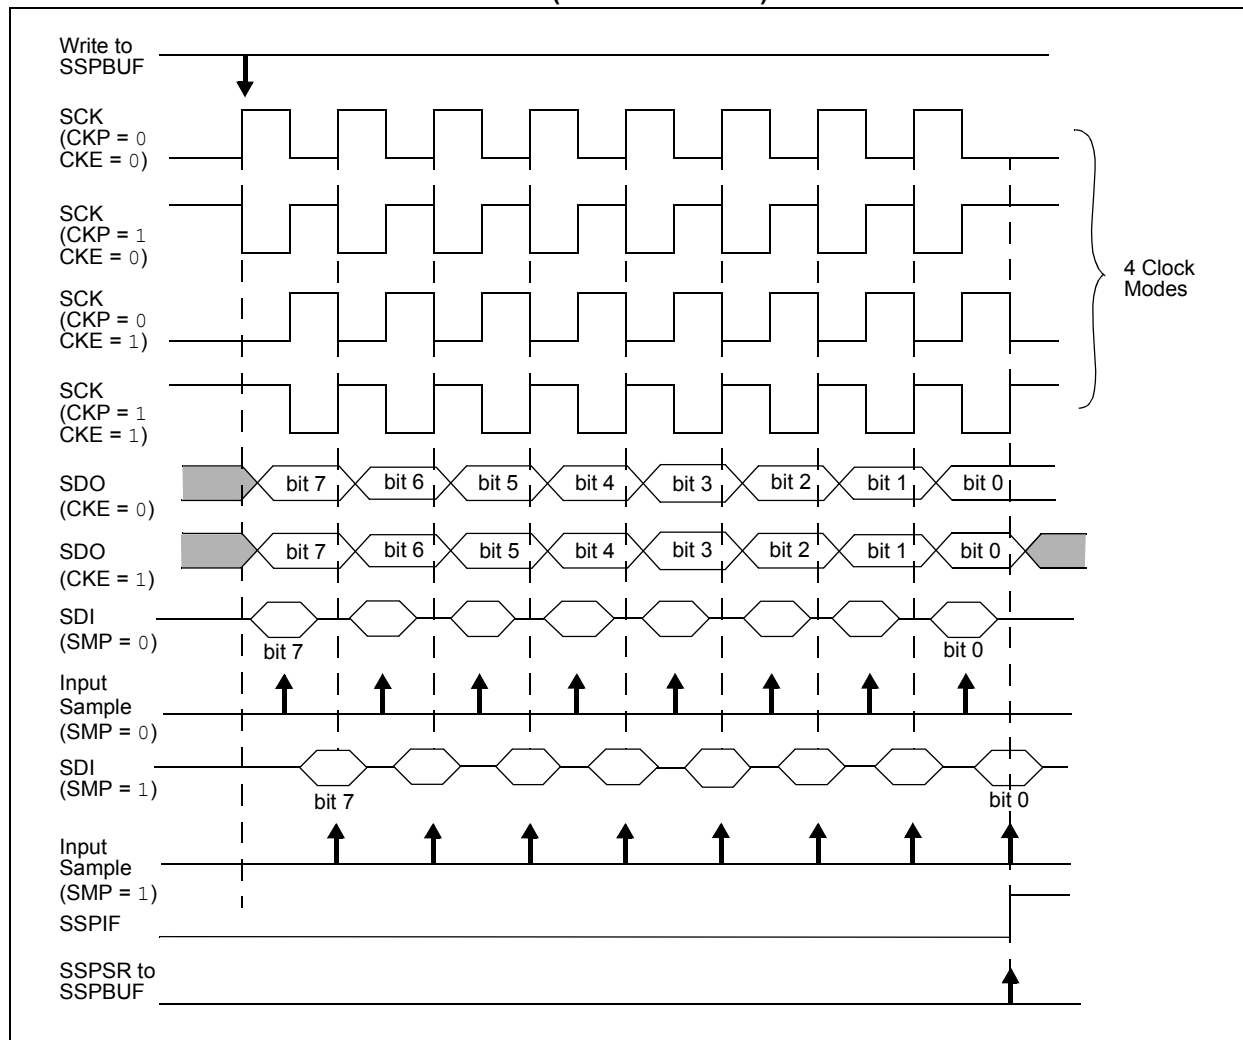 Write to
SSPBUF
SCK
(CKP = 0
CKE = 0)
SCK
(CKP = 1
CKE = 0)
SCK
(CKP = 0
CKE = 1)
SCK
(CKP = 1
CKE = 1)
4 Clock
Modes
SDO
(CKE = 0)
bit 7 bit 6 bit 5 bit 4 bit 3 bit 2 bit 1 bit 0
SDO
(CKE = 1)
bit 7 bit 6 bit 5 bit 4 bit 3 bit 2 bit 1 bit 0
SDI
(SMP = 0)
bit 7 bit 0
Input
Sample
(SMP = 0)
SDI
(SMP = 1)
bit 7 bit 0
Input
Sample
(SMP = 1)
SSPIF
SSPSR to
SSPBUF